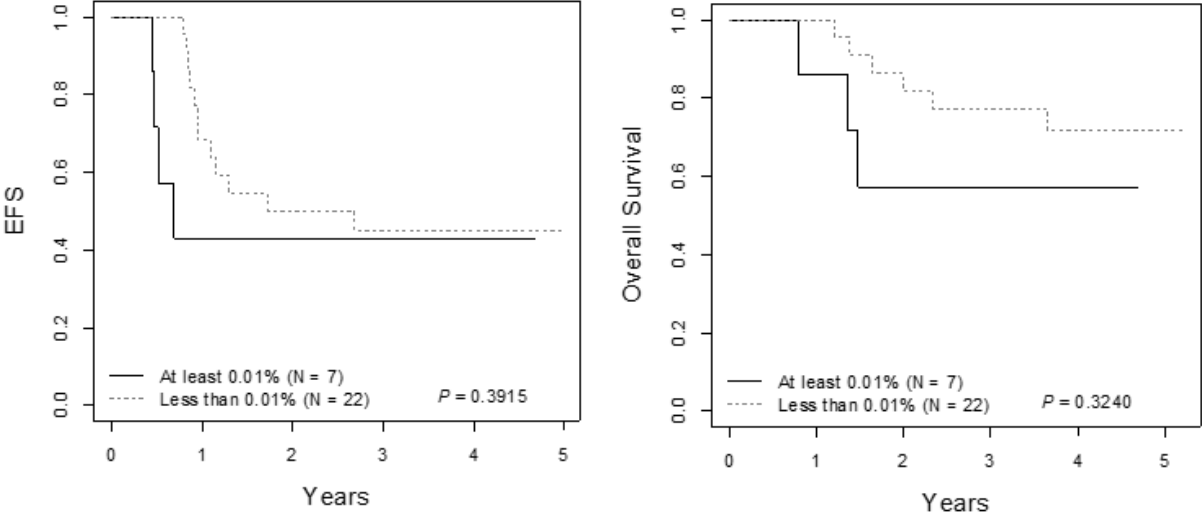 EFS
1.0
0.8
0.6
0.4
0.2
0.0
At least 0.01% (N = 7)
Less than 0.01% (N = 22)
P = 0.3915
0 1 2 3 4 5
Years
Overall Survival
1.0
0.8
0.6
0.4
0.2
0.0
At least 0.01% (N = 7)
Less than 0.01% (N = 22)
P = 0.3240
0 1 2 3 4 5
Years